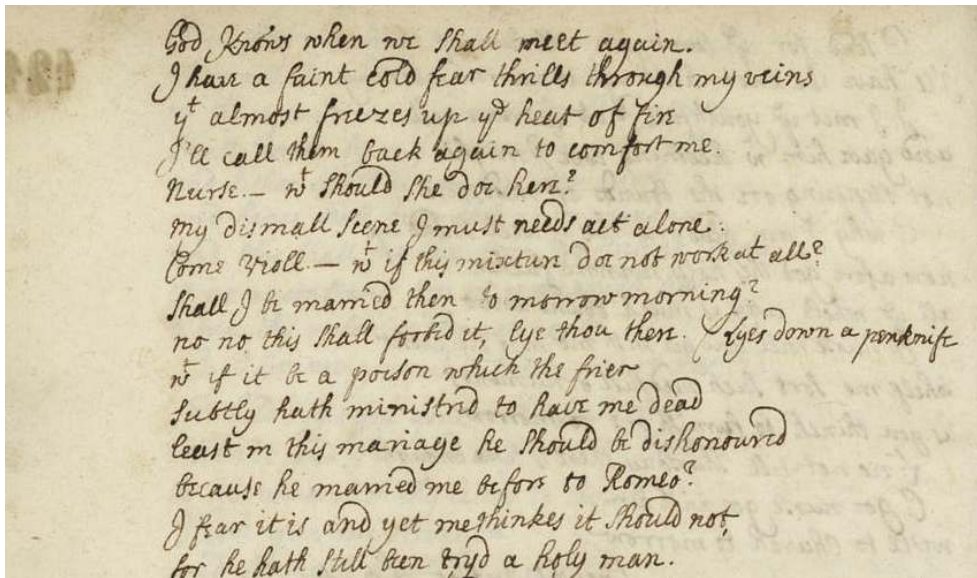 God Knows when we shall meet again.
I have a faint cold fear thrills through my veins
yt almost freezes up ye heat of fire
I'll call them back again to comfort me.
Nurse. — wt should she doe here?
my dismall scene I must needs act alone.
Come Violl. — wt if this mixture doe not work at all?
shall I be married then to morrow morning?
no no this shall forbid it, lye thou there. / Lyes down a penknife
wt if it be a poison which the frier
subtly hath ministred to have me dead
least in this mariage he should be dishonoured
because he married me before to Romeo?
I fear it is and yet methinkes it should not,
for he hath still been tryd a holy man.